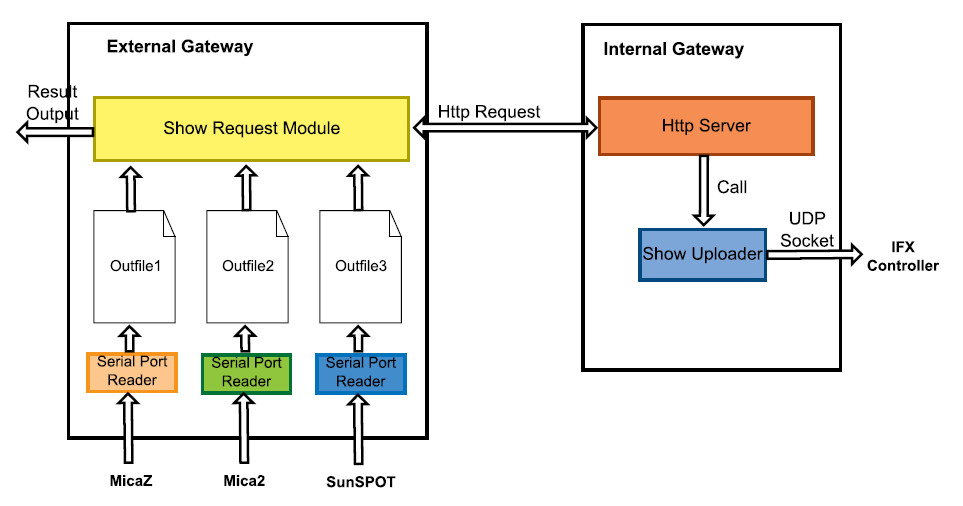 External Gateway
Internal Gateway
Result
Output
Show Request Module
Http Request
Http Server
Call
UDP
Socket
Show Uploader
IFX
Controller
Outfile1
Outfile2
Outfile3
Serial Port
Reader
Serial Port
Reader
Serial Port
Reader
MicaZ
Mica2
SunSPOT